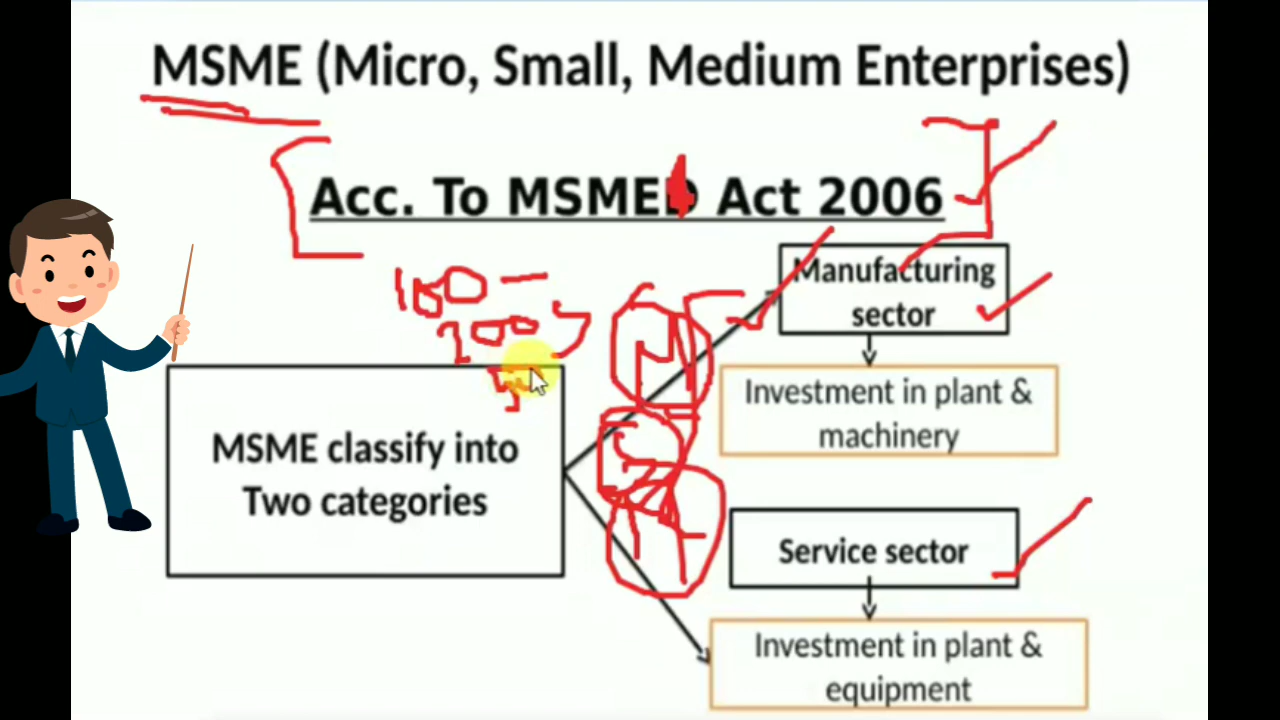 MSME (Micro, Small, Medium Enterprises)
Acc. To MSMED Act 2006
Manufacturing
sector
Investment in plant &
machinery
MSME classify into
Two categories
Service sector
Investment in plant &
equipment